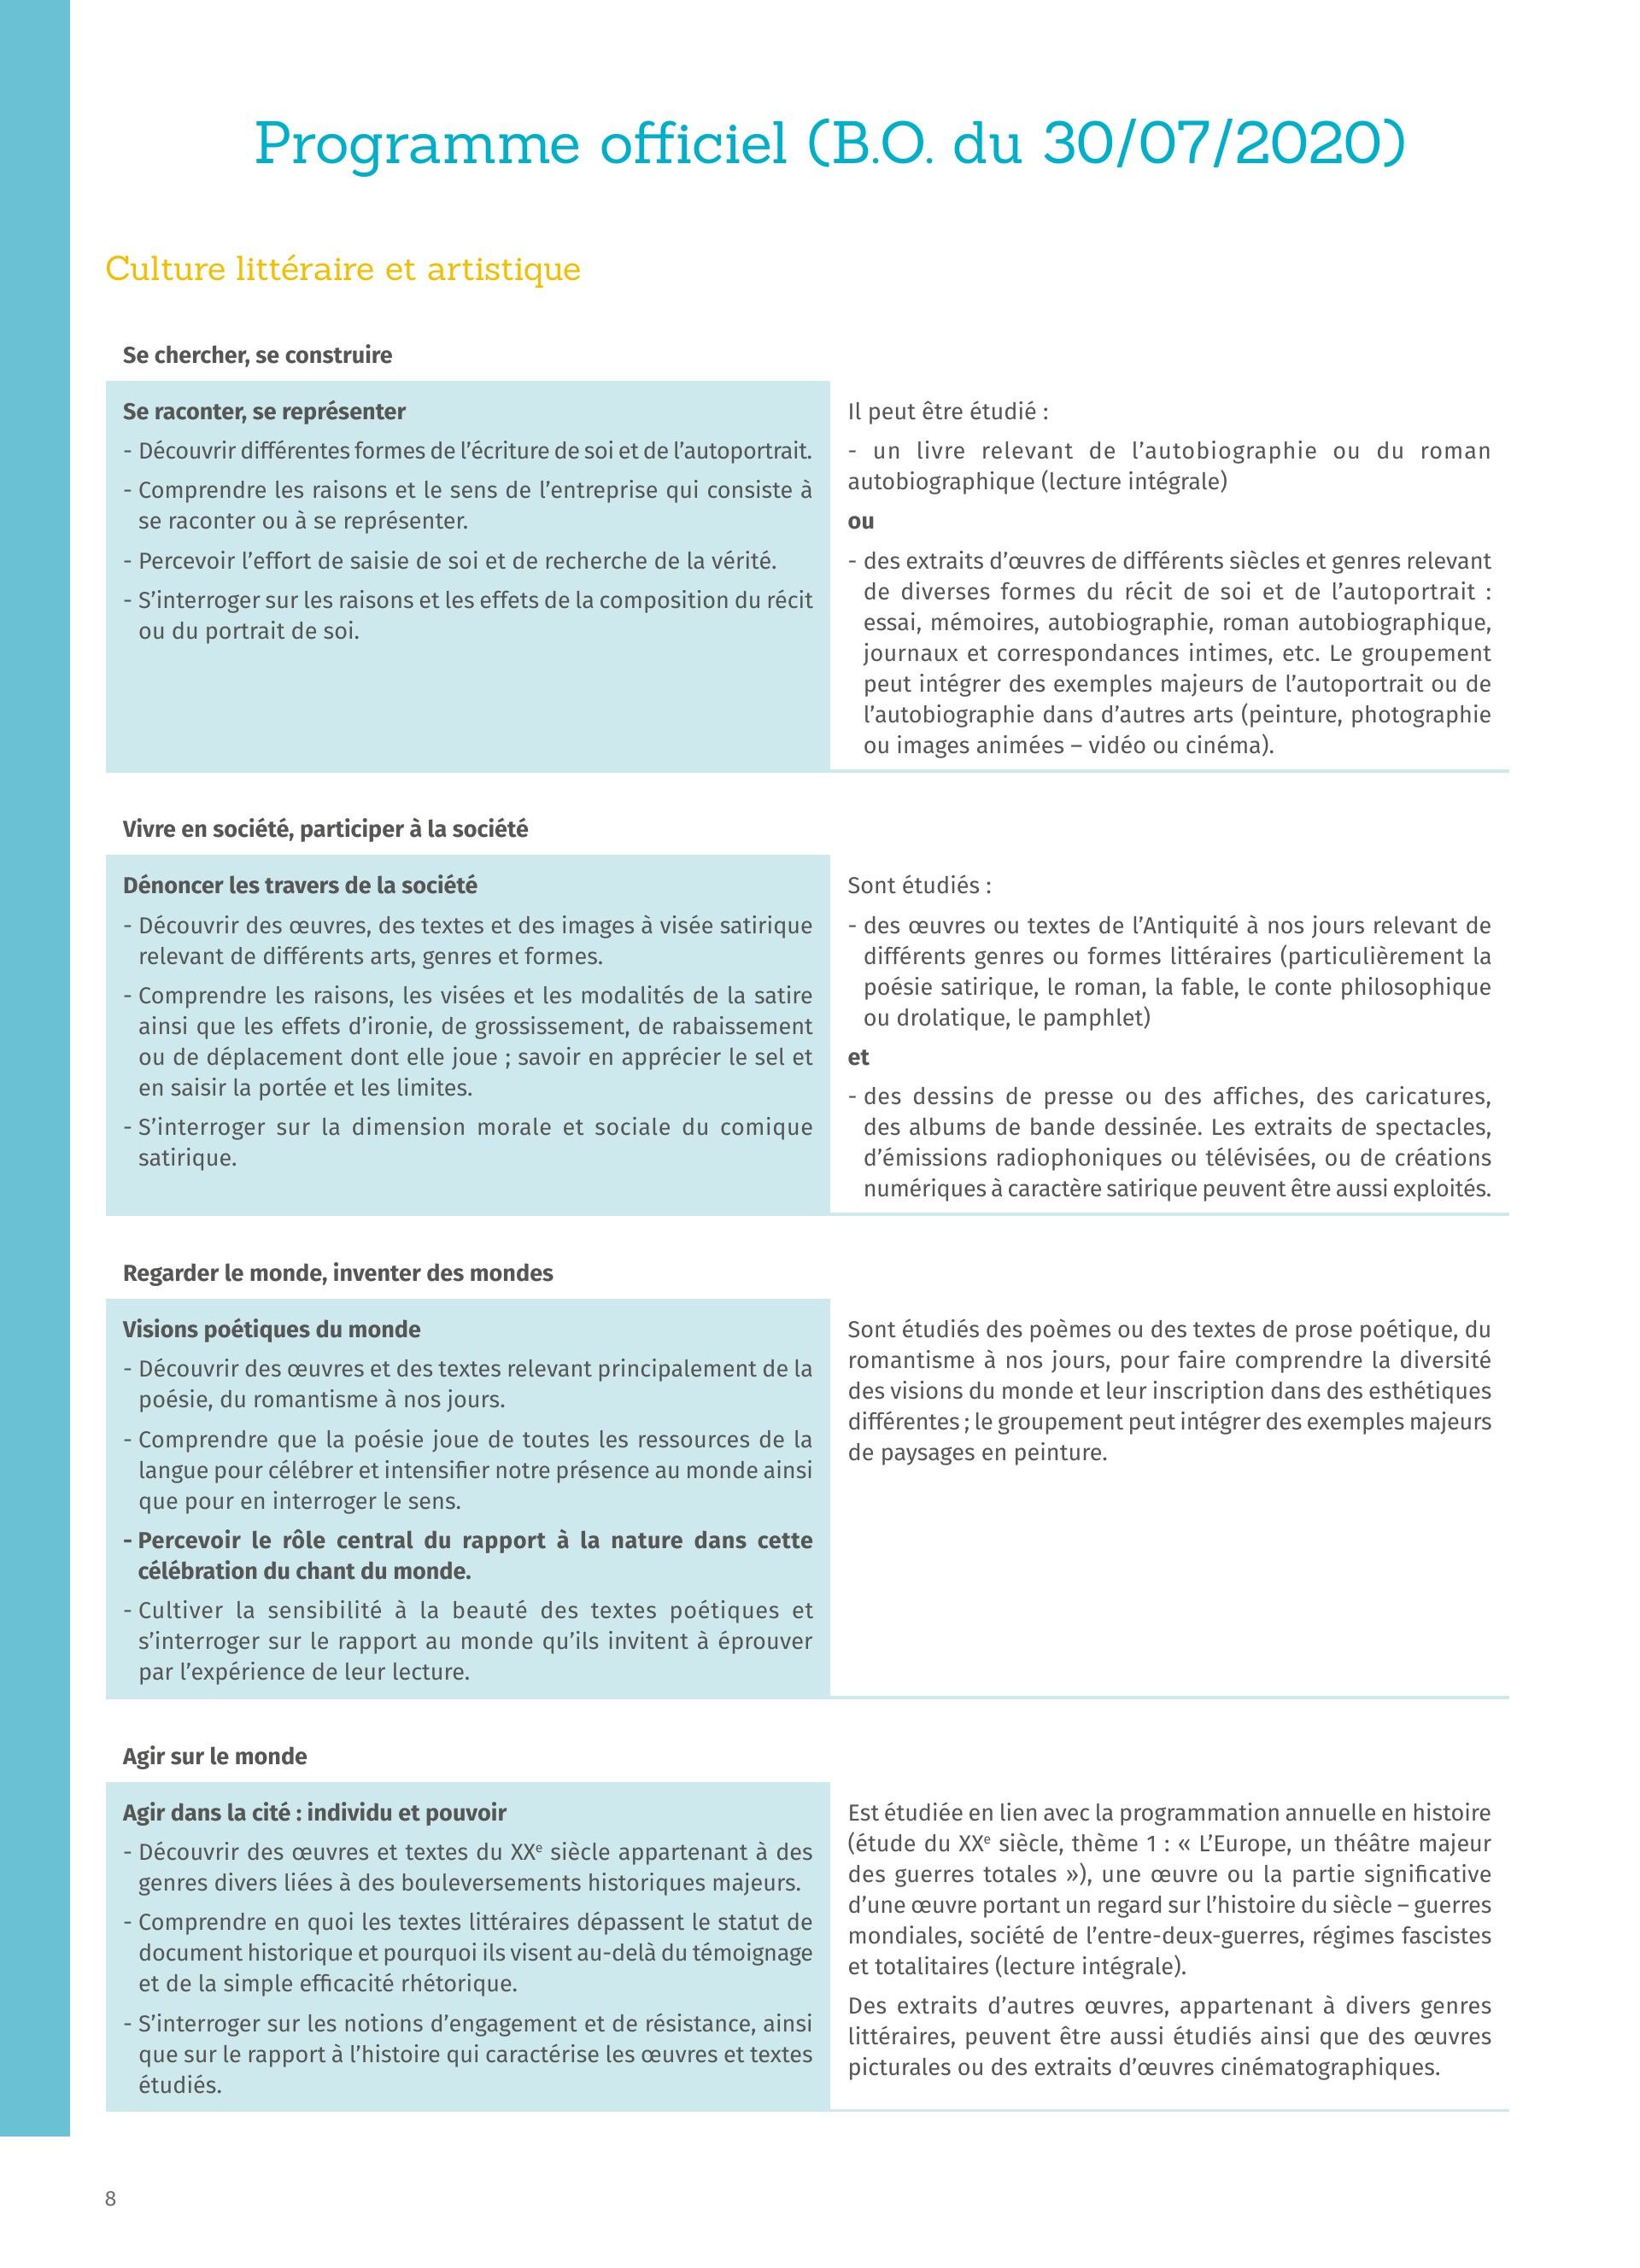 Programme officiel (B.O. du 30/07/2020)
Culture littéraire et artistique
Se chercher, se construire
Se raconter, se représenter
- Découvrir différentes formes de l’écriture de soi et de l’autoportrait.
- Comprendre les raisons et le sens de l’entreprise qui consiste à
se raconter ou à se représenter.
- Percevoir l’effort de saisie de soi et de recherche de la vérité.
- S’interroger sur les raisons et les effets de la composition du récit
ou du portrait de soi.
Il peut être étudié :
- un livre relevant de l’autobiographie ou du roman
autobiographique (lecture intégrale)
ou
- des extraits d’œuvres de différents siècles et genres relevant
de diverses formes du récit de soi et de l’autoportrait :
essai, mémoires, autobiographie, roman autobiographique,
journaux et correspondances intimes, etc. Le groupement
peut intégrer des exemples majeurs de l’autoportrait ou de
l’autobiographie dans d’autres arts (peinture, photographie
ou images animées – vidéo ou cinéma).
Vivre en société, participer à la société
Dénoncer les travers de la société
- Découvrir des œuvres, des textes et des images à visée satirique
relevant de différents arts, genres et formes.
- Comprendre les raisons, les visées et les modalités de la satire
ainsi que les effets d’ironie, de grossissement, de rabaissement
ou de déplacement dont elle joue ; savoir en apprécier le sel et
en saisir la portée et les limites.
- S’interroger sur la dimension morale et sociale du comique
satirique.
Sont étudiés :
- des œuvres ou textes de l’Antiquité à nos jours relevant de
différents genres ou formes littéraires (particulièrement la
poésie satirique, le roman, la fable, le conte philosophique
ou drolatique, le pamphlet)
et
- des dessins de presse ou des affiches, des caricatures,
des albums de bande dessinée. Les extraits de spectacles,
d’émissions radiophoniques ou télévisées, ou de créations
numériques à caractère satirique peuvent être aussi exploités.
Regarder le monde, inventer des mondes
Visions poétiques du monde
- Découvrir des œuvres et des textes relevant principalement de la
poésie, du romantisme à nos jours.
- Comprendre que la poésie joue de toutes les ressources de la
langue pour célébrer et intensifier notre présence au monde ainsi
que pour en interroger le sens.
- Percevoir le rôle central du rapport à la nature dans cette
célébration du chant du monde.
- Cultiver la sensibilité à la beauté des textes poétiques et
s’interroger sur le rapport au monde qu’ils invitent à éprouver
par l’expérience de leur lecture.
Sont étudiés des poèmes ou des textes de prose poétique, du
romantisme à nos jours, pour faire comprendre la diversité
des visions du monde et leur inscription dans des esthétiques
différentes ; le groupement peut intégrer des exemples majeurs
de paysages en peinture.
Agir sur le monde
Agir dans la cité : individu et pouvoir
- Découvrir des œuvres et textes du XXe siècle appartenant à des
genres divers liées à des bouleversements historiques majeurs.
- Comprendre en quoi les textes littéraires dépassent le statut de
document historique et pourquoi ils visent au-delà du témoignage
et de la simple efficacité rhétorique.
- S’interroger sur les notions d’engagement et de résistance, ainsi
que sur le rapport à l’histoire qui caractérise les œuvres et textes
étudiés.
Est étudiée en lien avec la programmation annuelle en histoire
(étude du XXe siècle, thème 1 : « L’Europe, un théâtre majeur
des guerres totales »), une œuvre ou la partie significative
d’une œuvre portant un regard sur l’histoire du siècle – guerres
mondiales, société de l’entre-deux-guerres, régimes fascistes
et totalitaires (lecture intégrale).
Des extraits d’autres œuvres, appartenant à divers genres
littéraires, peuvent être aussi étudiés ainsi que des œuvres
picturales ou des extraits d’œuvres cinématographiques.
8